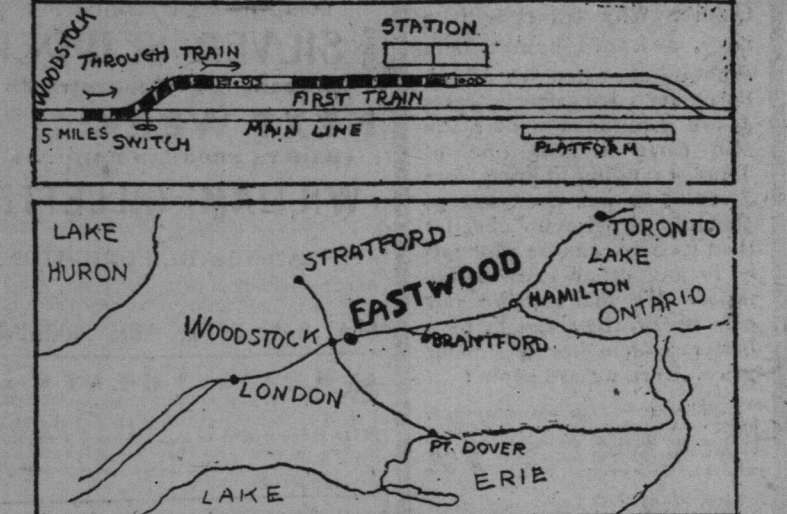 STATION
WOODSTOCK
THROUGH TRAIN
FIRST TRAIN
5 MILES
SWITCH
MAIN LINE
PLATFORM
LAKE
HURON
STRATFORD
TORONTO
EASTWOOD
LAKE
ONTARIO
HAMILTON
WOODSTOCK
BRANTFORD
LONDON
PT. DOVER
LAKE
ERIE